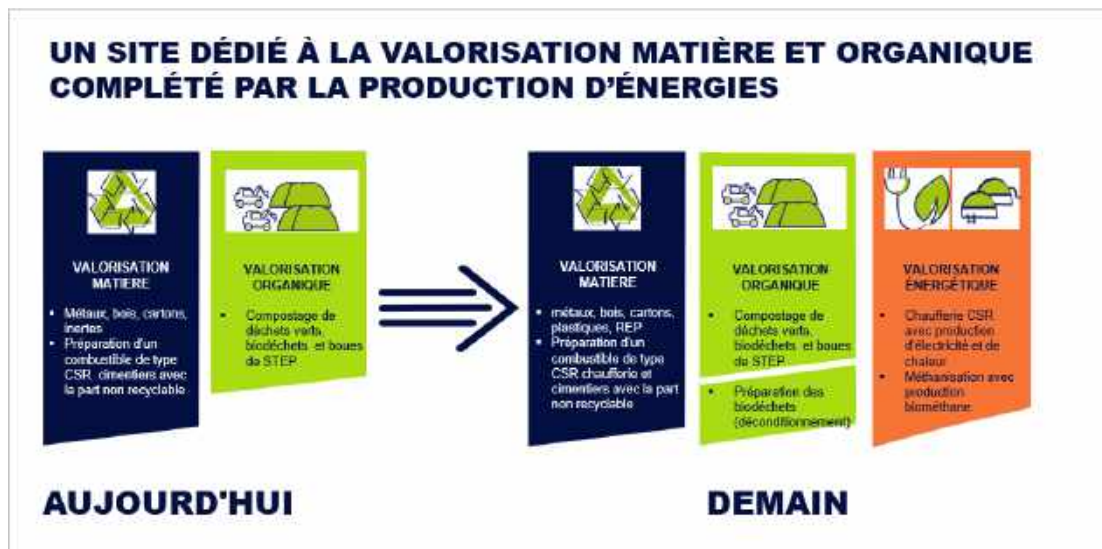 UN SITE DÉDIÉ À LA VALORISATION MATIÈRE ET ORGANIQUE
COMPLÉTÉ PAR LA PRODUCTION D'ÉNERGIES
VALORISATION
MATIERE
• Métaux, bois, cartons,
inertes
• Préparation d'un
combustible de type
CSR cimentiers avec
la part non recyclable
VALORISATION
ORGANIQUE
• Compostage de
déchets verts,
biodéchets et boues
de STEP
VALORISATION
MATIERE
• métaux, bois, cartons,
plastiques, REP
• Préparation d'un
combustible de type
CSR chaufferie et
cimentiers avec la part
non recyclable
VALORISATION
ORGANIQUE
• Compostage de
déchets verts,
biodéchets et boues
de STEP
• Préparation des
biodéchets
(déconditionnement)
VALORISATION
ÉNERGÉTIQUE
• Chaufferie CSR
avec production
d'électricité et de
chaleur
• Méthanisation avec
production
biométhane
AUJOURD'HUI
DEMAIN